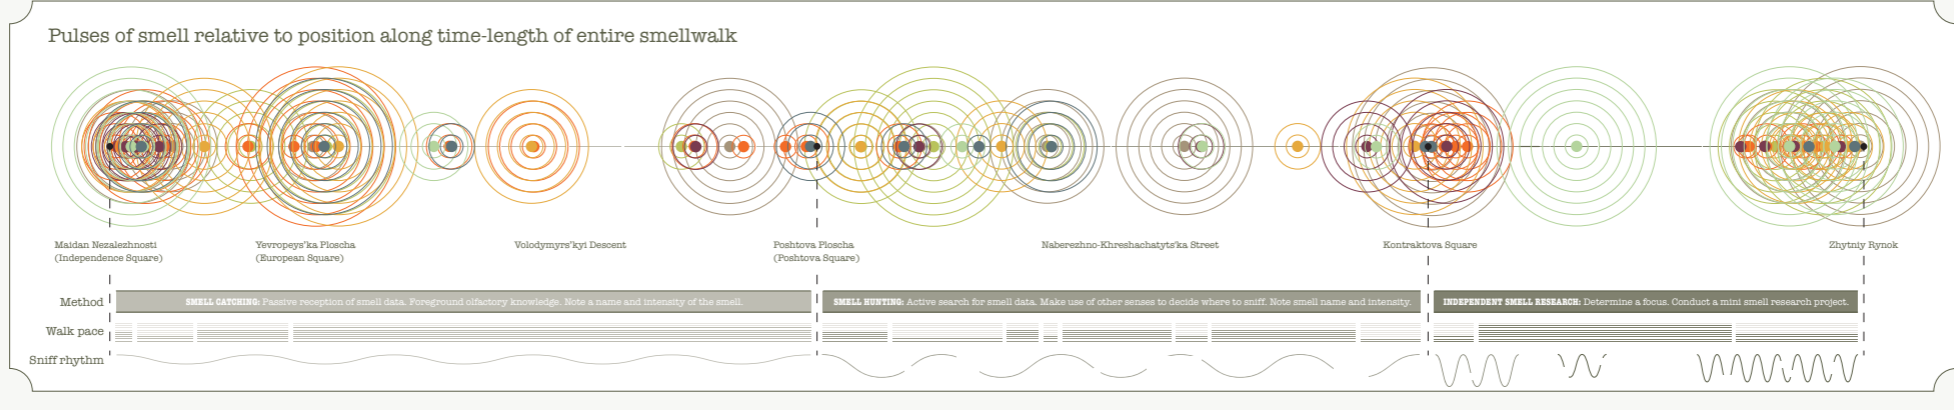 Pulses of smell relative to position along time-length of entire smellwalk
Maidan Nezalezhnosti
(Independence Square)
Yevropeys'ka Ploscha
(European Square)
Volodymyrs'kyi Descent
Poshtova Ploscha
(Poshtova Square)
Naberezhno-Khreshachatyts'ka Street
Kontraktova Square
Zhytniy Rynok
Method
SMELL CATCHING: Passive reception of smell data. Foreground olfactory knowledge. Note a name and intensity of the smell.
SMELL HUNTING: Active search for smell data. Make use of other senses to decide where to sniff. Note smell name and intensity.
INDEPENDENT SMELL RESEARCH: Determine a focus. Conduct a mini smell research project.
Walk pace
Sniff rhythm